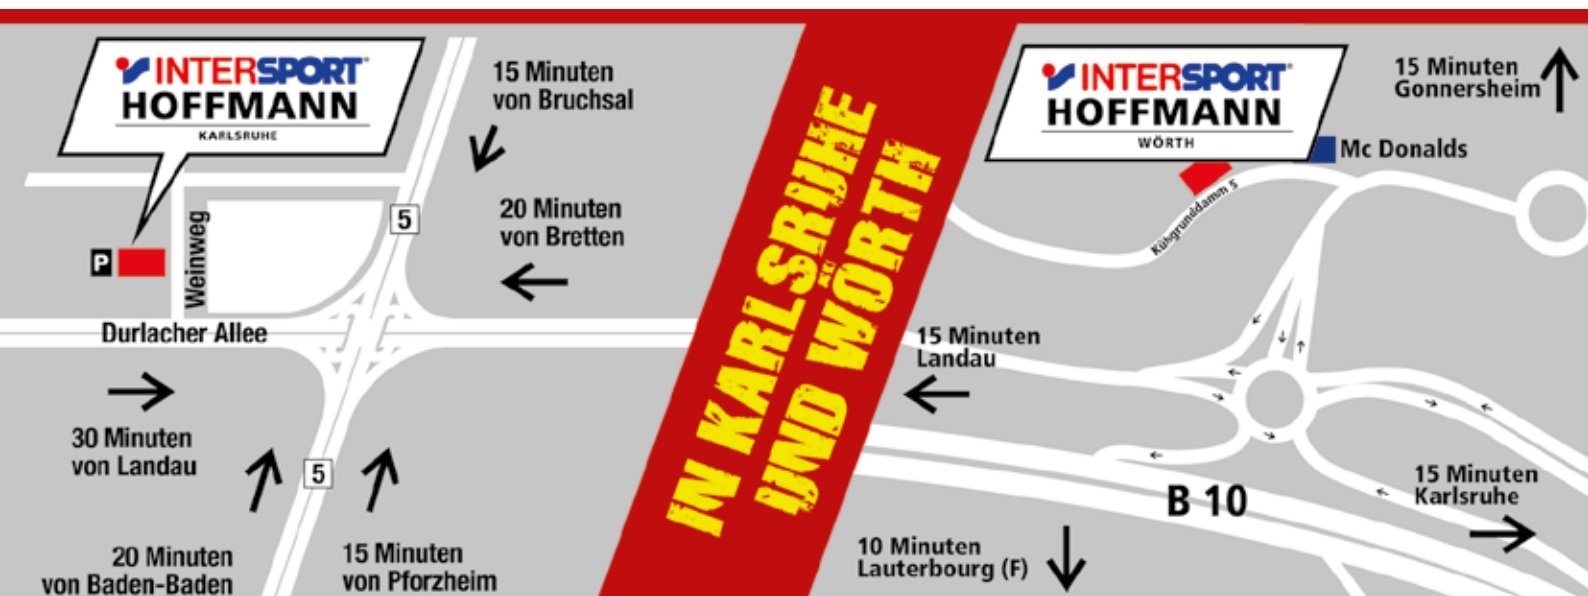 INTERSPORT
HOFFMANN
KARLSRUHE
15 Minuten
von Bruchsal
5
20 Minuten
von Bretten
P
Weinweg
Durlacher Allee
30 Minuten
von Landau
5
20 Minuten
von Baden-Baden
15 Minuten
von Pforzheim
IN KARLSRUHE
UND WÖRTH
INTERSPORT
HOFFMANN
WÖRTH
15 Minuten
Gonnersheim
Mc Donalds
Kühgrunddamm 5
15 Minuten
Landau
B 10
15 Minuten
Karlsruhe
10 Minuten
Lauterbourg (F)